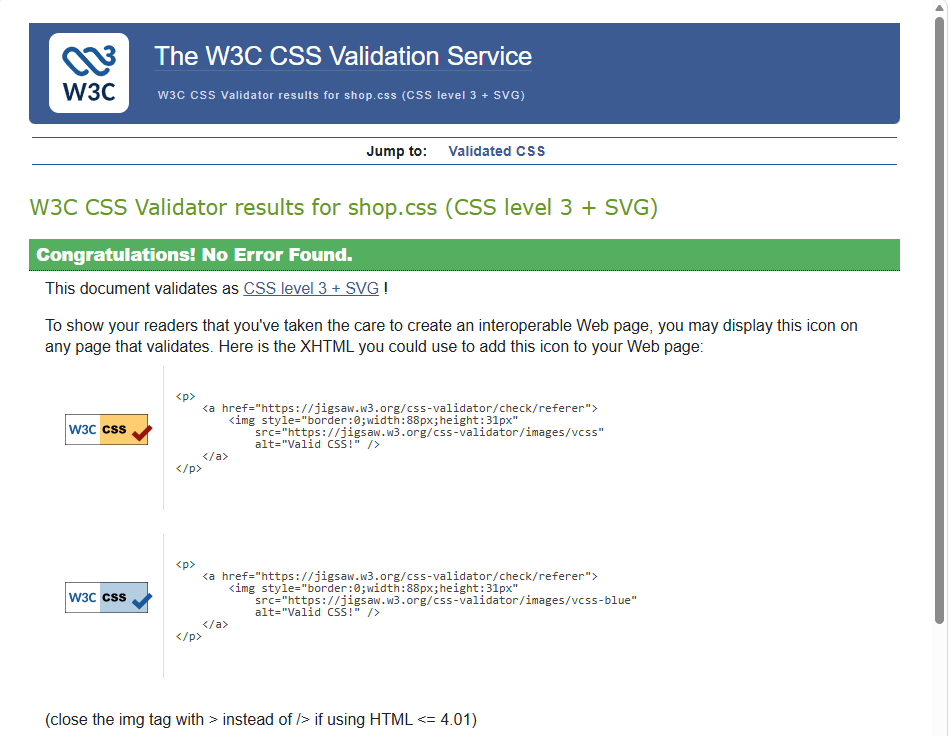 W3C
The W3C CSS Validation Service
W3C CSS Validator results for shop.css (CSS level 3 + SVG)
Jump to: Validated CSS
W3C CSS Validator results for shop.css (CSS level 3 + SVG)
Congratulations! No Error Found.
This document validates as CSS level 3 + SVG !
To show your readers that you've taken the care to create an interoperable Web page, you may display this icon on
any page that validates. Here is the XHTML you could use to add this icon to your Web page:
W3C css
<p>
    <a href="https://jigsaw.w3.org/css-validator/check/referer">
        <img style="border:0;width:88px;height:31px"
            src="https://jigsaw.w3.org/css-validator/images/vcss"
            alt="Valid CSS!" />
    </a>
</p>
W3C css
<p>
    <a href="https://jigsaw.w3.org/css-validator/check/referer">
        <img style="border:0;width:88px;height:31px"
            src="https://jigsaw.w3.org/css-validator/images/vcss-blue"
            alt="Valid CSS!" />
    </a>
</p>
(close the img tag with > instead of /> if using HTML <= 4.01)